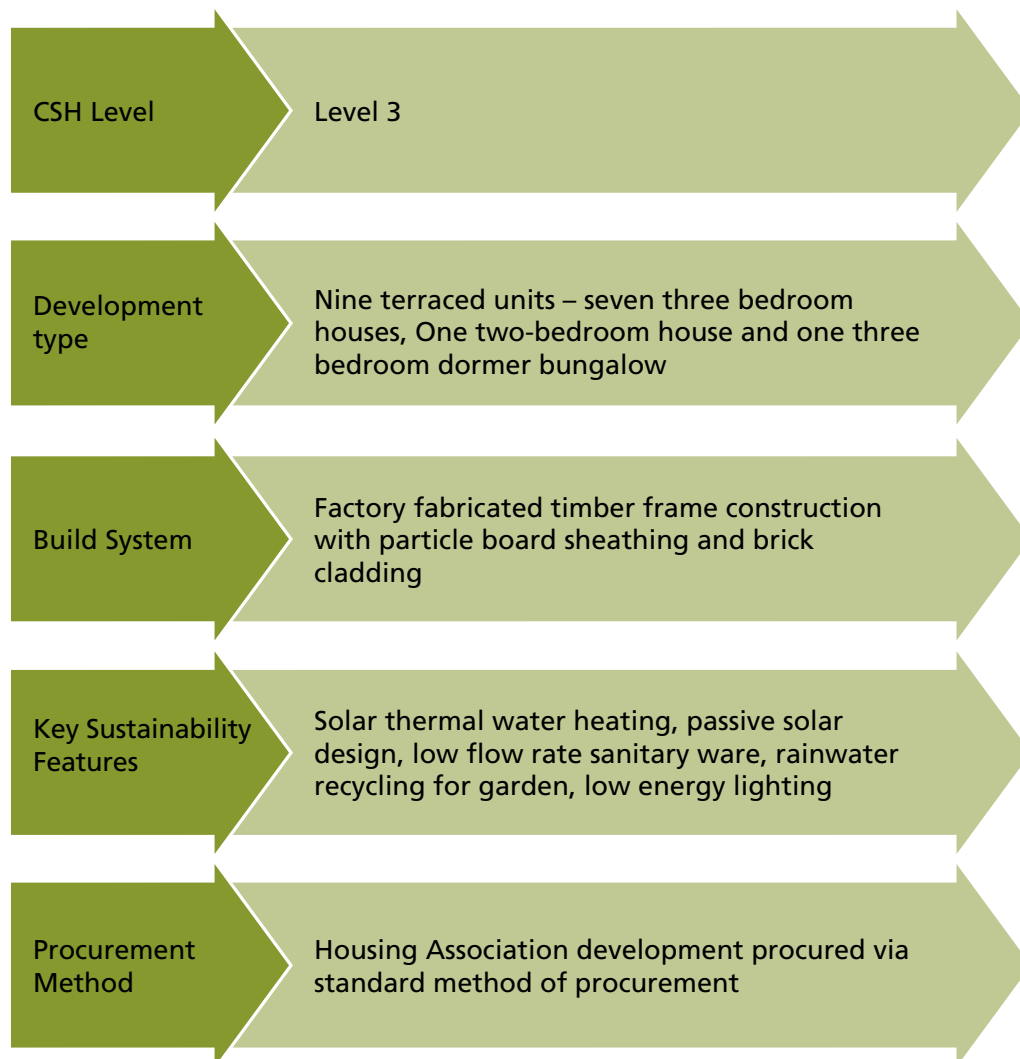 CSH Level
Level 3
Development
type
Nine terraced units – seven three bedroom
houses, One two-bedroom house and one three
bedroom dormer bungalow
Build System
Factory fabricated timber frame construction
with particle board sheathing and brick
cladding
Key Sustainability
Features
Solar thermal water heating, passive solar
design, low flow rate sanitary ware, rainwater
recycling for garden, low energy lighting
Procurement
Method
Housing Association development procured via
standard method of procurement